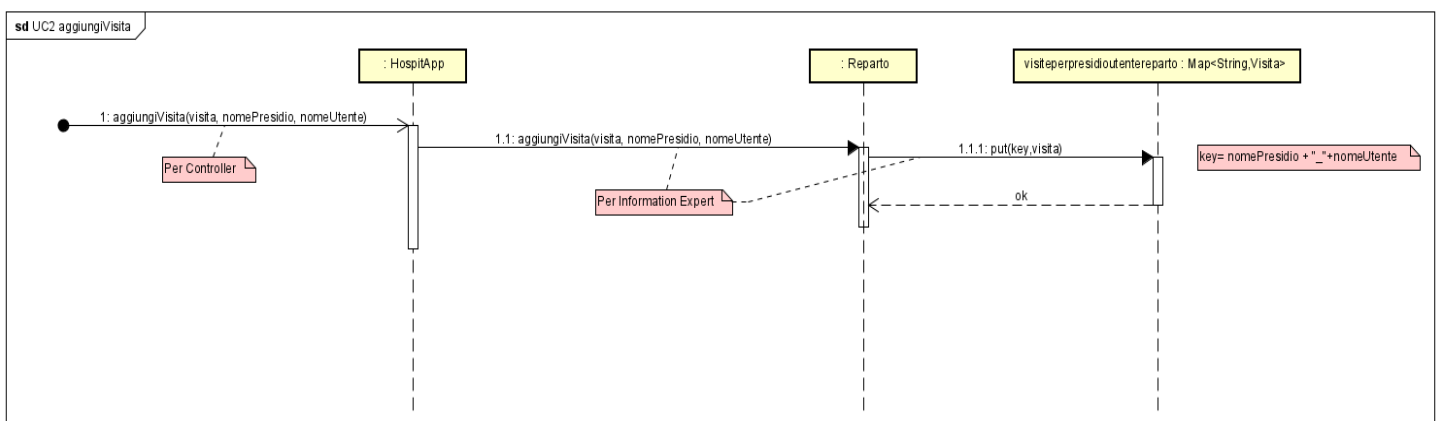 sd UC2 aggiungiVisita
: HospitApp
: Reparto
visiteperpresidioutentereparto : Map<String,Visita>
1: aggiungiVisita(visita, nomePresidio, nomeUtente)
1.1: aggiungiVisita(visita, nomePresidio, nomeUtente)
1.1.1: put(key,visita)
key= nomePresidio + "_"+nomeUtente
Per Controller
Per Information Expert
ok